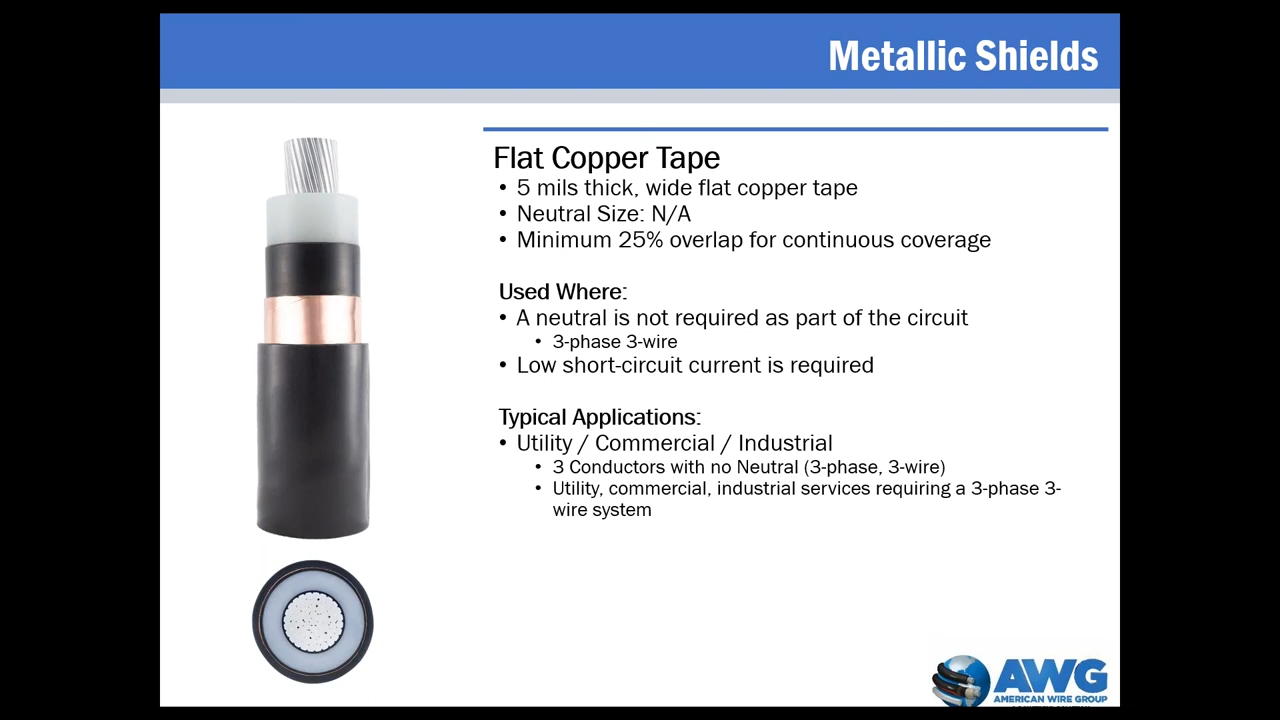 Metallic Shields
Flat Copper Tape
• 5 mils thick, wide flat copper tape
• Neutral Size: N/A
• Minimum 25% overlap for continuous coverage
Used Where:
• A neutral is not required as part of the circuit
• 3-phase 3-wire
• Low short-circuit current is required
Typical Applications:
• Utility / Commercial / Industrial
• 3 Conductors with no Neutral (3-phase, 3-wire)
• Utility, commercial, industrial services requiring a 3-phase 3-
wire system
AWG
AMERICAN WIRE GROUP